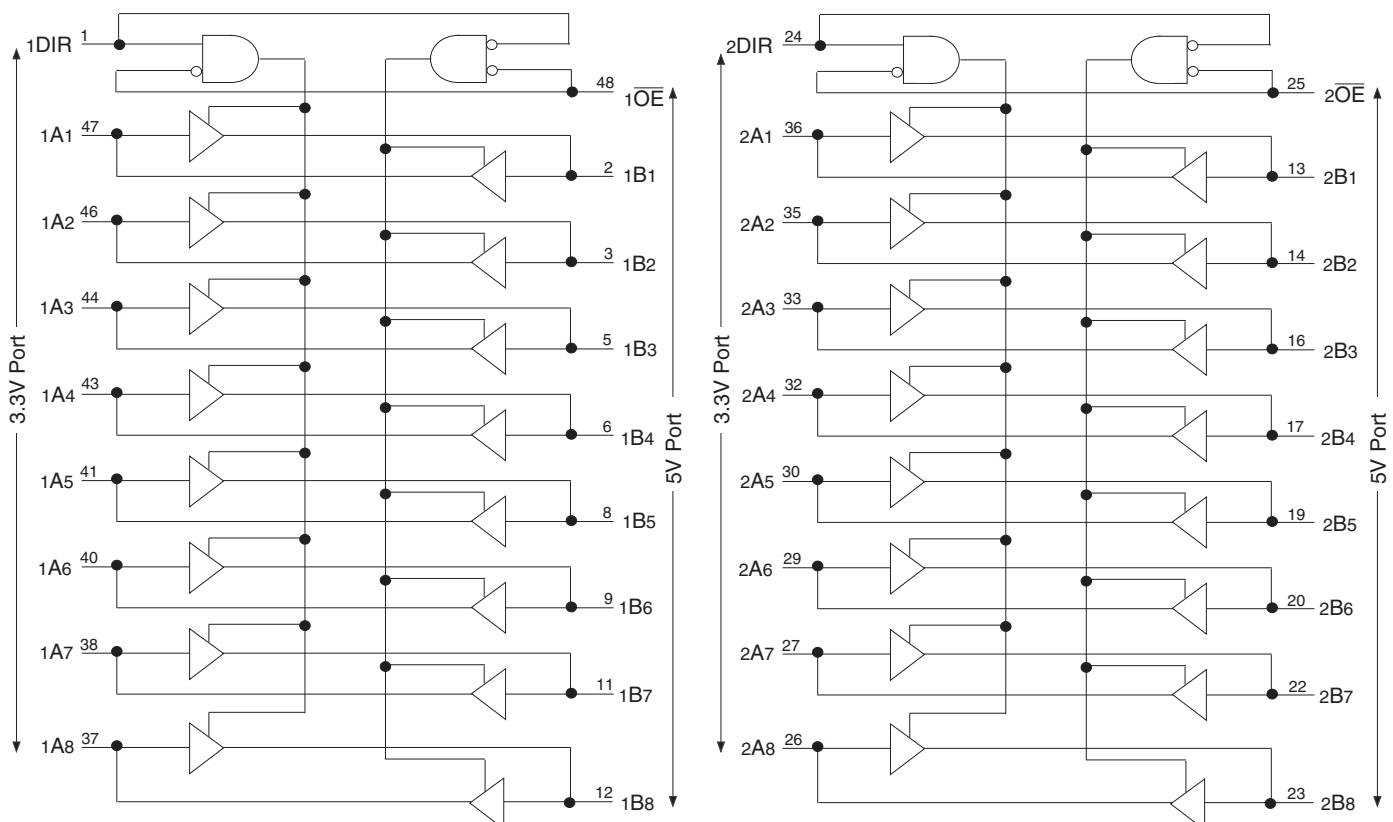 1DIR 1
48 1OE
1A1 47
2 1B1
1A2 46
3 1B2
1A3 44
5 1B3
1A4 43
6 1B4
1A5 41
8 1B5
1A6 40
9 1B6
1A7 38
11 1B7
1A8 37
12 1B8
3.3V Port
5V Port
2DIR 24
25 2OE
2A1 36
13 2B1
2A2 35
14 2B2
2A3 33
16 2B3
2A4 32
17 2B4
2A5 30
19 2B5
2A6 29
20 2B6
2A7 27
22 2B7
2A8 26
23 2B8
3.3V Port
5V Port